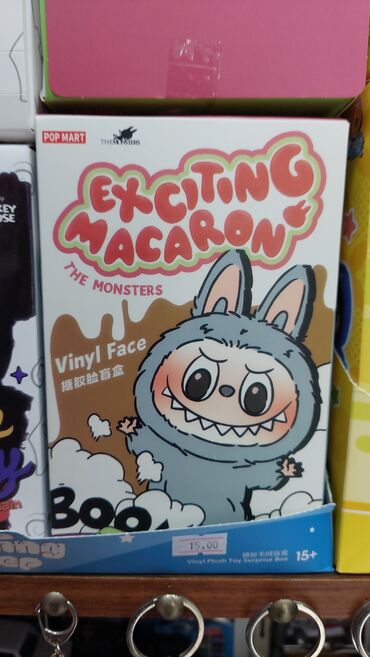 POP MART
THE MONSTERS
EXCITING
MACARON
THE MONSTERS
Vinyl Face
搪胶脸盲盒
BOO
15.00
Vinyl Plush Toy Surprise Box
15+